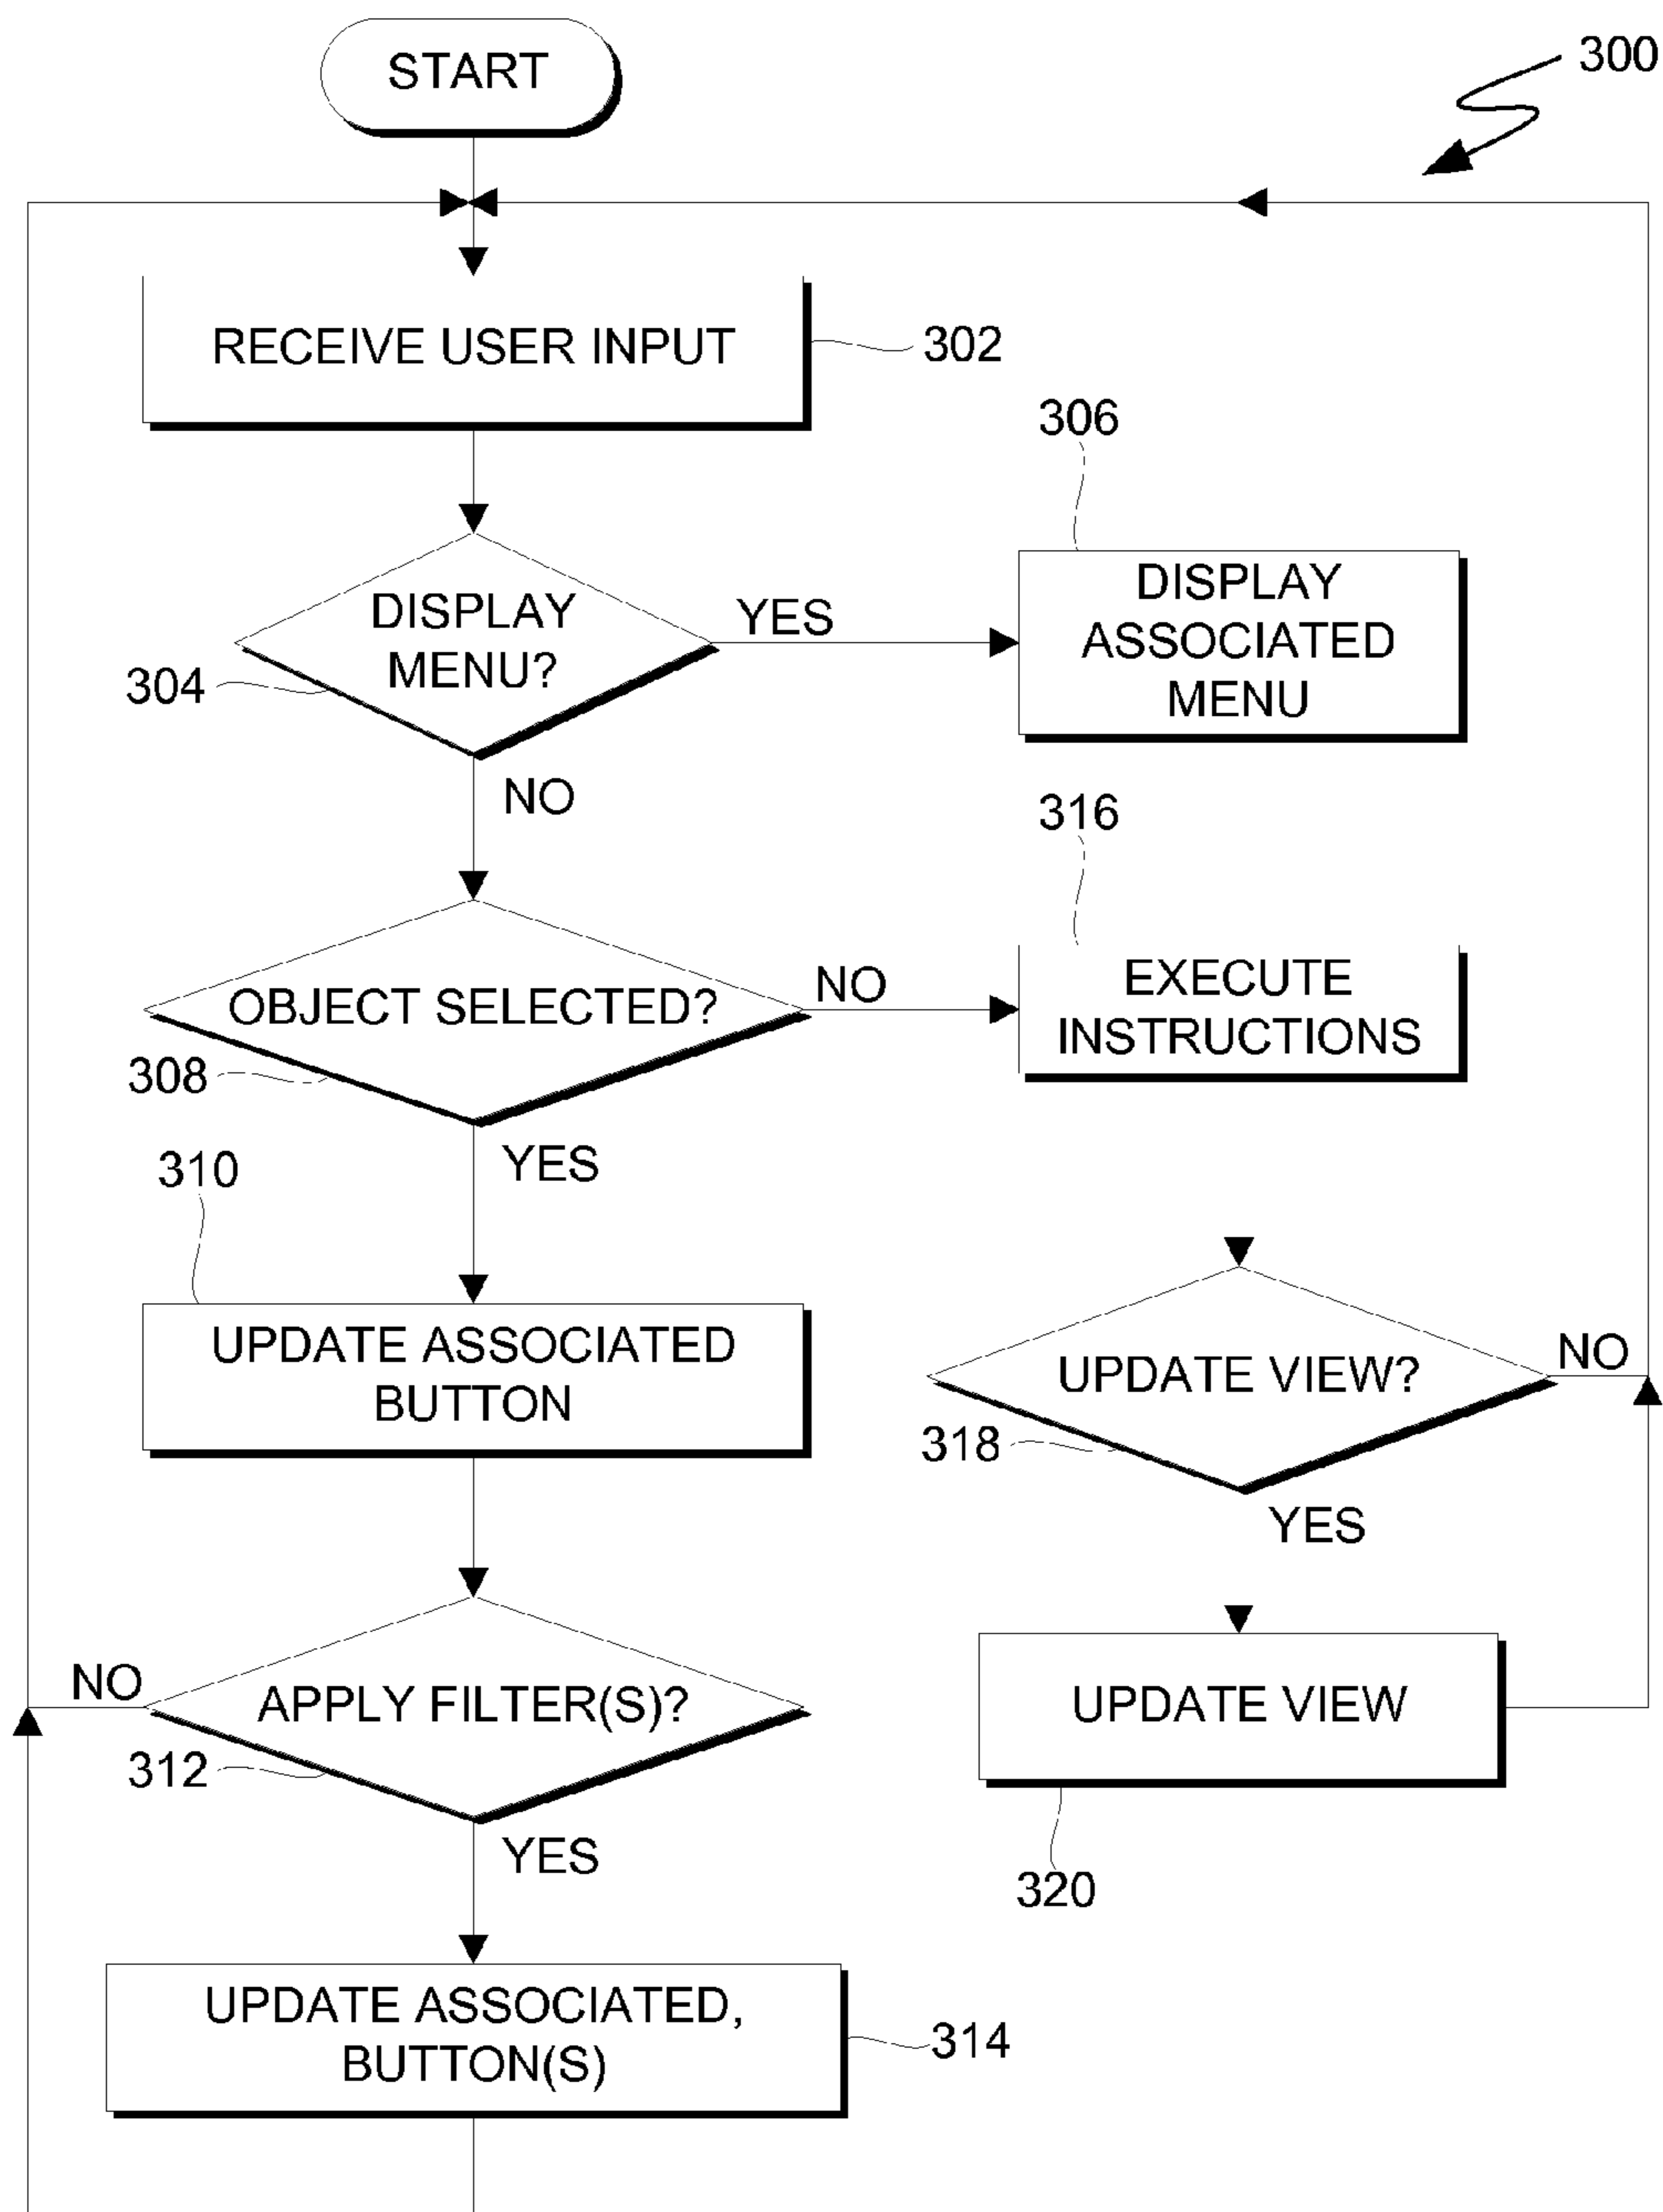 START
300
RECEIVE USER INPUT
302
306
DISPLAY
MENU?
YES
304
DISPLAY
ASSOCIATED
MENU
NO
316
OBJECT SELECTED?
NO
308
EXECUTE
INSTRUCTIONS
YES
310
UPDATE ASSOCIATED
BUTTON
UPDATE VIEW?
NO
318
YES
NO
APPLY FILTER(S)?
312
UPDATE VIEW
YES
320
UPDATE ASSOCIATED,
BUTTON(S)
314